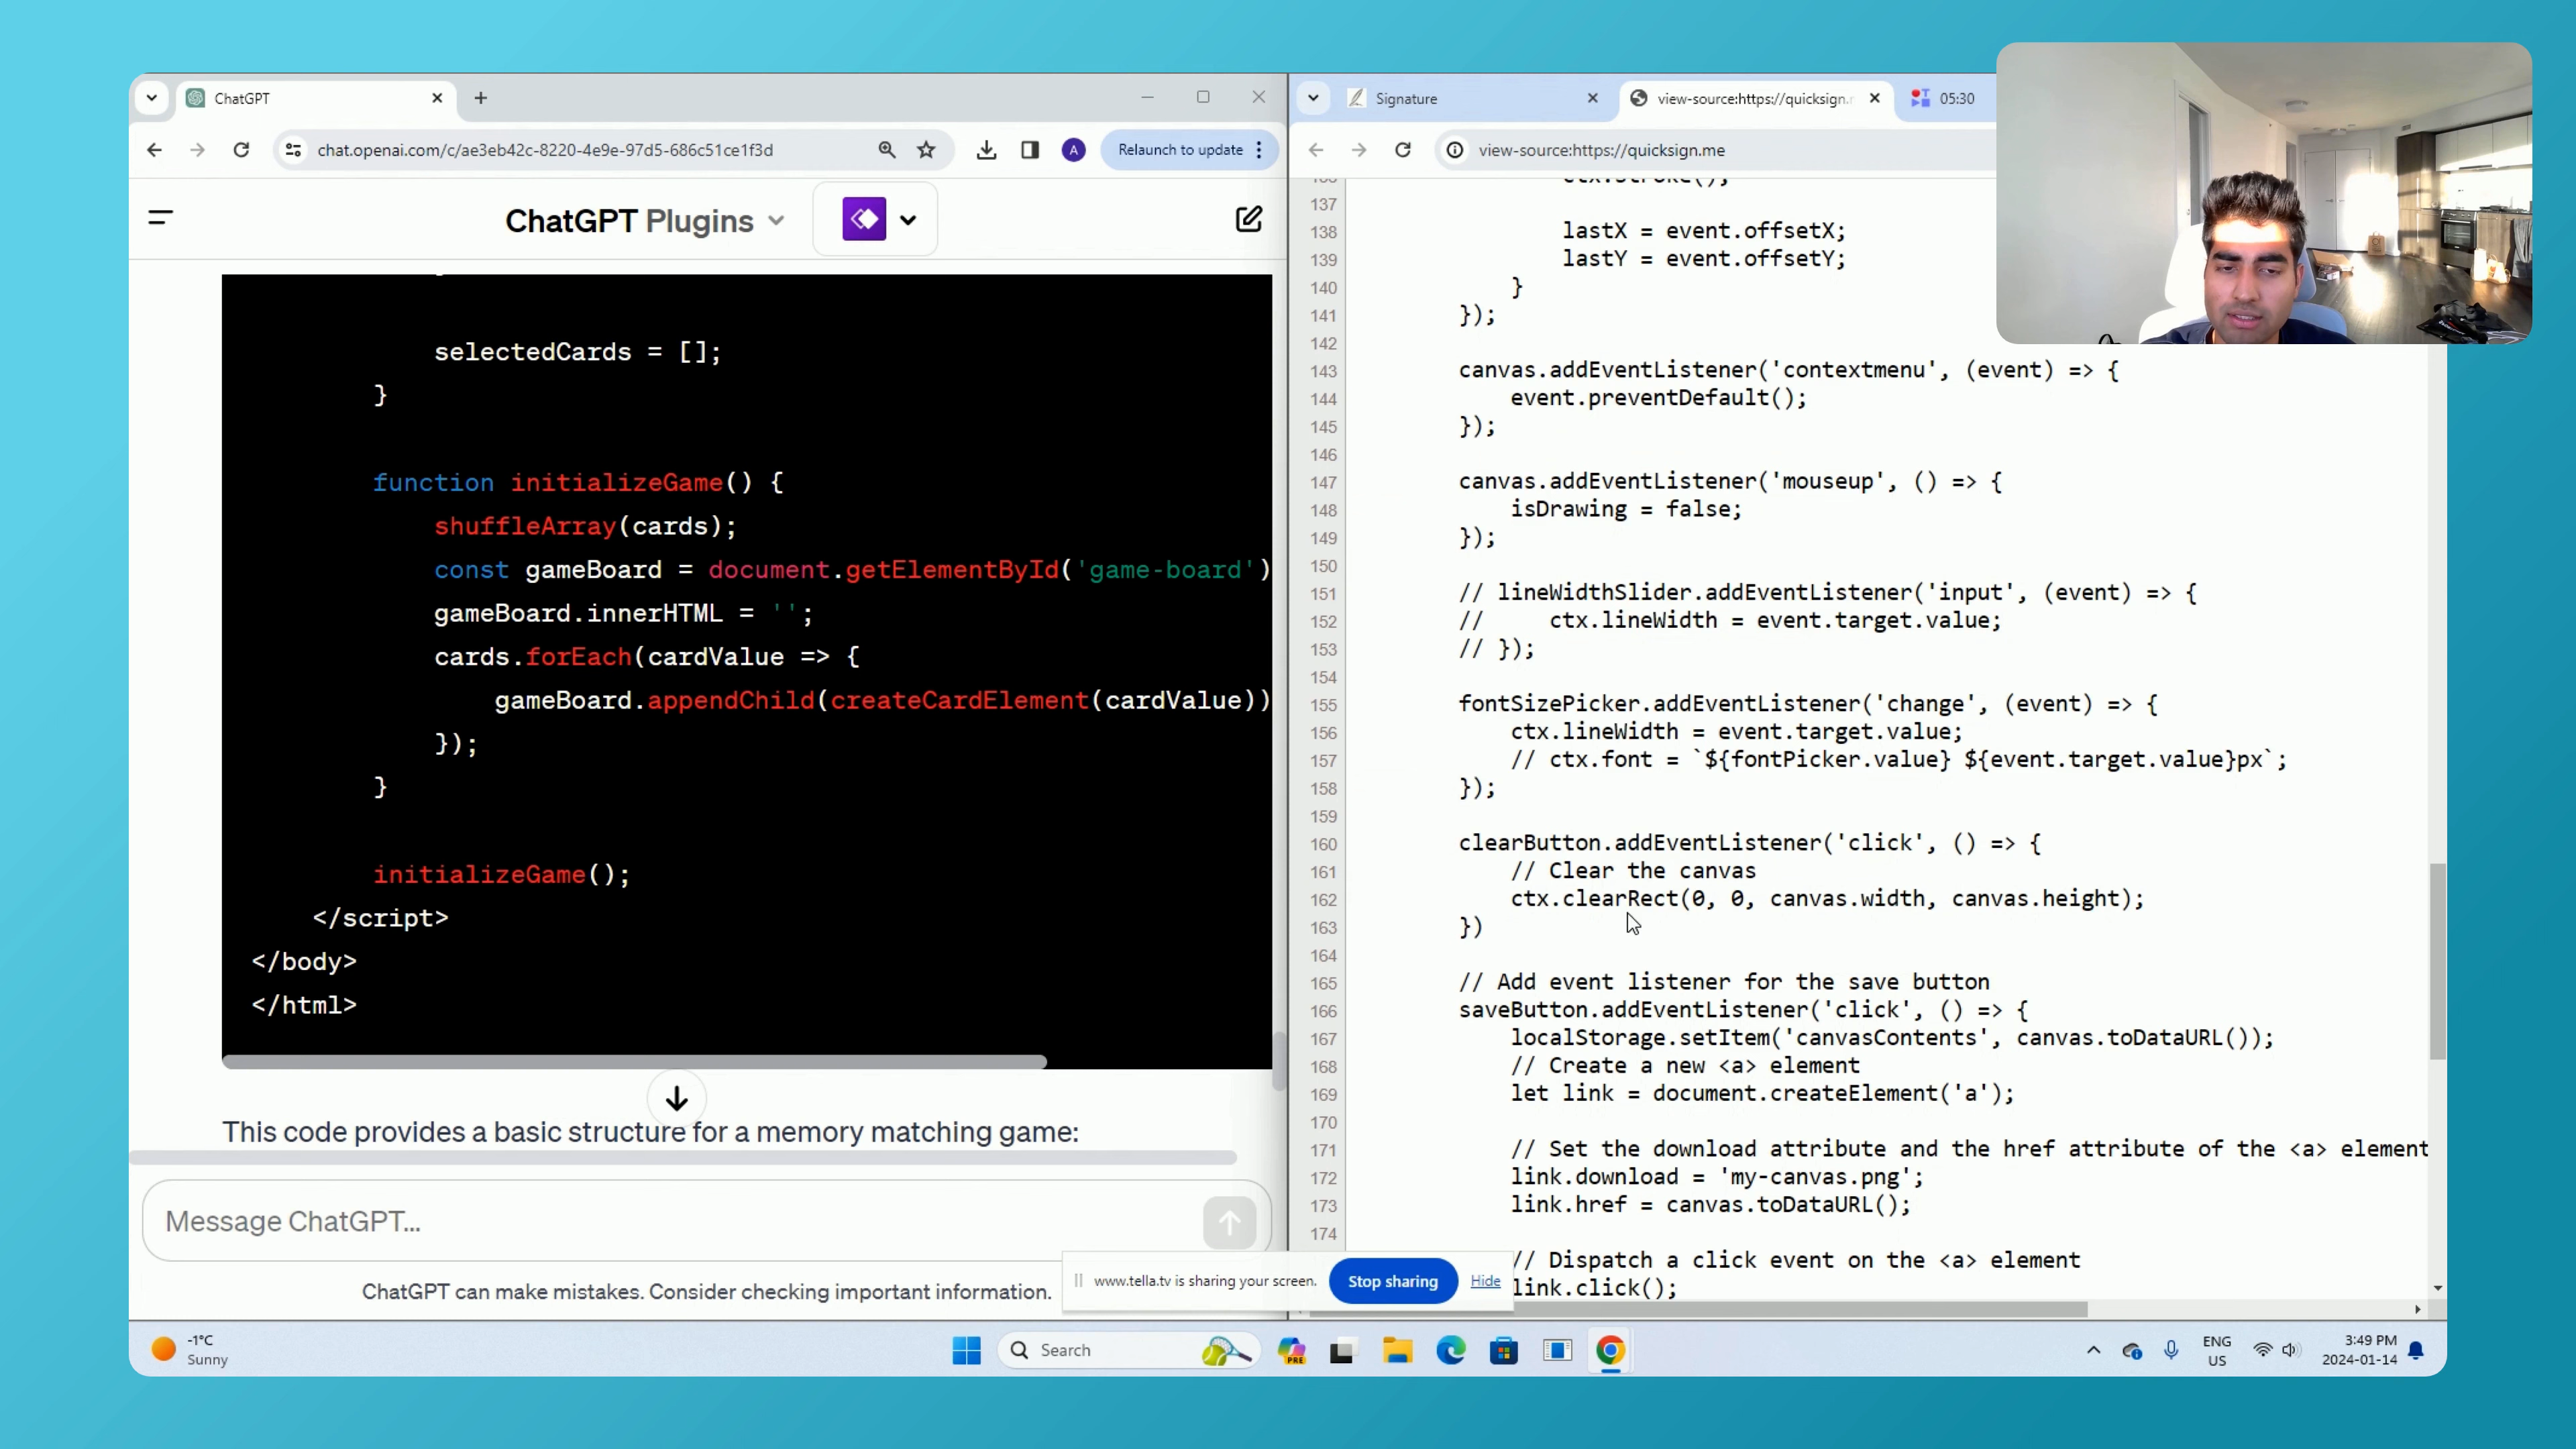 ChatGPT
chat.openai.com/c/ae3eb42c-8220-4e9e-97d5-686c51ce1f3d
A
Relaunch to update
ChatGPT Plugins
selectedCards = [];
}
function initializeGame() {
shuffleArray(cards);
const gameBoard = document.getElementById('game-board')
gameBoard.innerHTML = '';
cards.forEach(cardValue => {
gameBoard.appendChild(createCardElement(cardValue))
});
}
initializeGame();
</script>
</body>
</html>
This code provides a basic structure for a memory matching game:
Message ChatGPT...
ChatGPT can make mistakes. Consider checking important information.
Signature
view-source:https://quicksign.r
05:30
view-source:https://quicksign.me
ctx.stroke();
137
138 lastX = event.offsetX;
139 lastY = event.offsetY;
140 }
141 });
142
143 canvas.addEventListener('contextmenu', (event) => {
144 event.preventDefault();
145 });
146
147 canvas.addEventListener('mouseup', () => {
148 isDrawing = false;
149 });
150
151 // lineWidthSlider.addEventListener('input', (event) => {
152 // ctx.lineWidth = event.target.value;
153 // });
154
155 fontSizePicker.addEventListener('change', (event) => {
156 ctx.lineWidth = event.target.value;
157 // ctx.font = `${fontPicker.value} ${event.target.value}px`;
158 });
159
160 clearButton.addEventListener('click', () => {
161 // Clear the canvas
162 ctx.clearRect(0, 0, canvas.width, canvas.height);
163 })
164
165 // Add event listener for the save button
166 saveButton.addEventListener('click', () => {
167 localStorage.setItem('canvasContents', canvas.toDataURL());
168 // Create a new <a> element
169 let link = document.createElement('a');
170
171 // Set the download attribute and the href attribute of the <a> element
172 link.download = 'my-canvas.png';
173 link.href = canvas.toDataURL();
174
// Dispatch a click event on the <a> element
link.click();
www.tella.tv is sharing your screen.
Stop sharing
Hide
-1°C
Sunny
Search
PRE
ENG
US
3:49 PM
2024-01-14